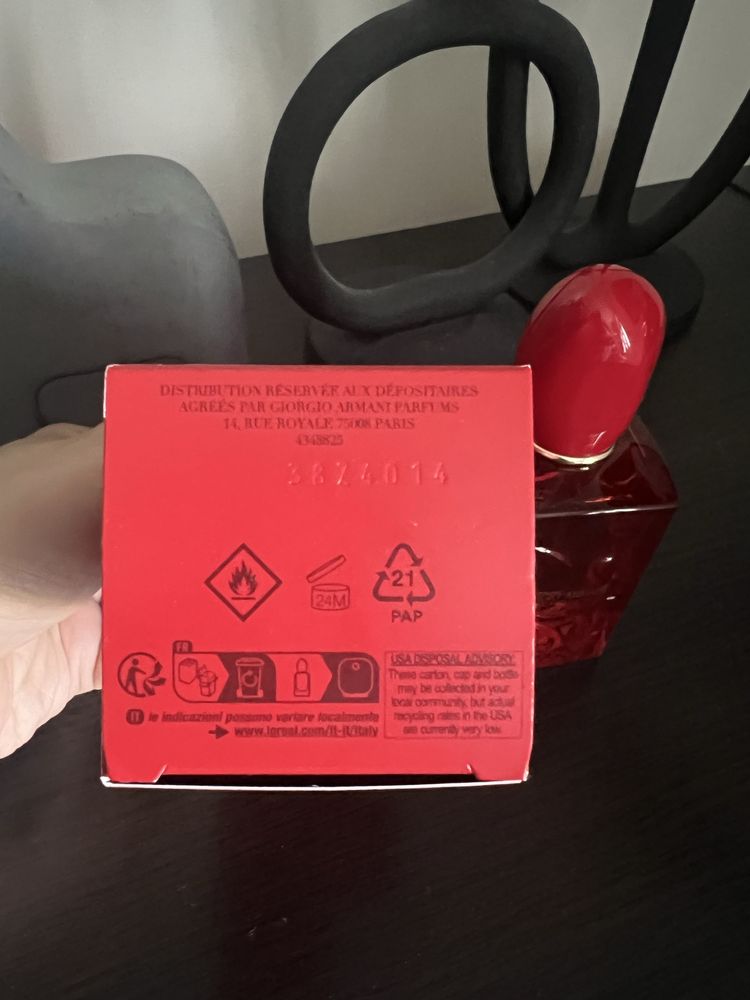 DISTRIBUTION RÉSERVÉE AUX DÉPOSITAIRES
AGRÉÉS PAR GIORGIO ARMANI PARFUMS
14, RUE ROYALE 75008 PARIS
4348825
38Z4014
24M
21
PAP
FR
IT le indicazioni possono variare localmente
www.loreal.com/it-it/italy
USA DISPOSAL ADVISORY:
These carton, cap and bottle
may be collected in your
local community, but actual
recycling rates in the USA
are currently very low.